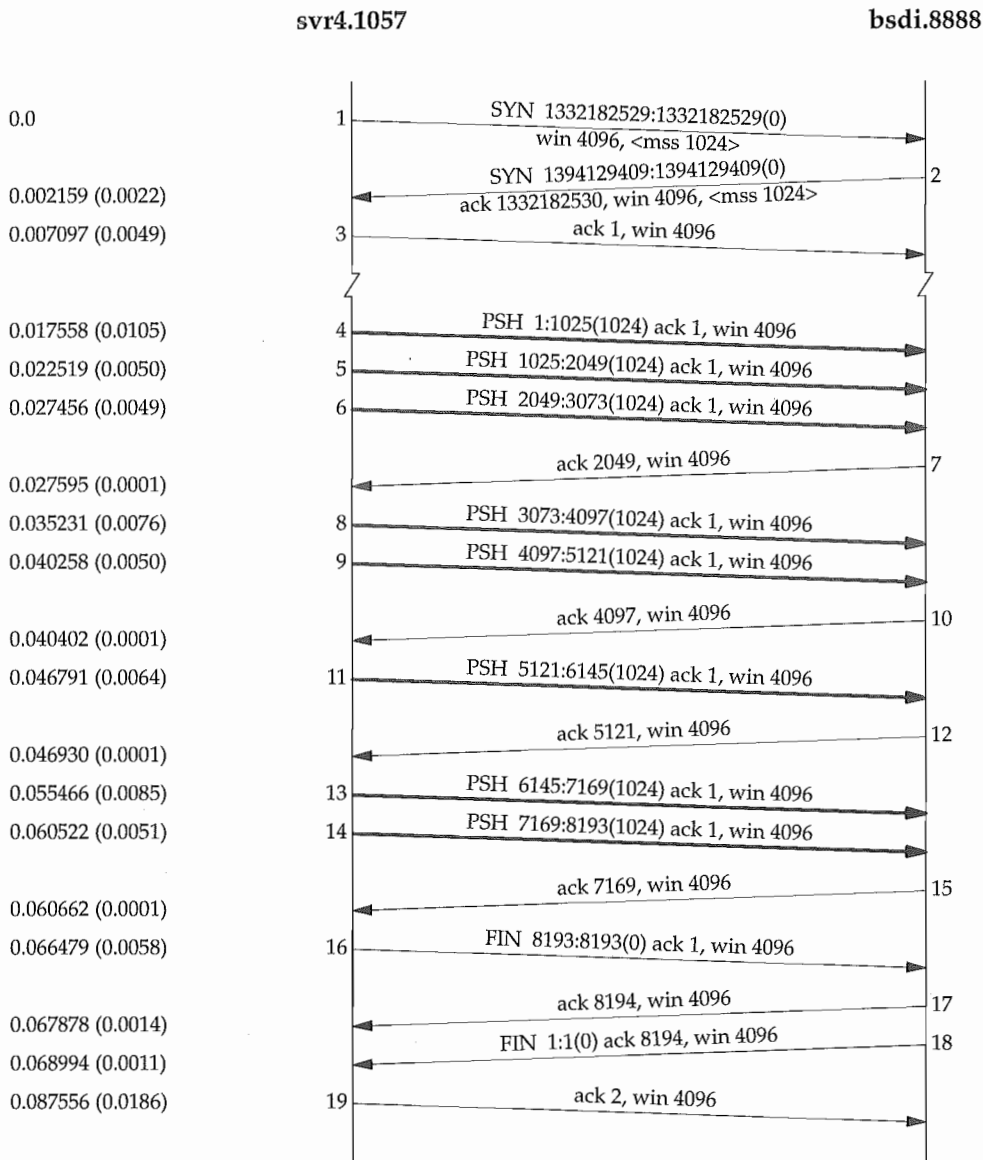 svr4.1057 bsdi.8888
0.0 1 SYN 1332182529:1332182529(0)
win 4096, <mss 1024>
SYN 1394129409:1394129409(0) 2
0.002159 (0.0022) ack 1332182530, win 4096, <mss 1024>
0.007097 (0.0049) 3 ack 1, win 4096
0.017558 (0.0105) 4 PSH 1:1025(1024) ack 1, win 4096
0.022519 (0.0050) 5 PSH 1025:2049(1024) ack 1, win 4096
0.027456 (0.0049) 6 PSH 2049:3073(1024) ack 1, win 4096
ack 2049, win 4096 7
0.027595 (0.0001)
0.035231 (0.0076) 8 PSH 3073:4097(1024) ack 1, win 4096
0.040258 (0.0050) 9 PSH 4097:5121(1024) ack 1, win 4096
ack 4097, win 4096 10
0.040402 (0.0001)
0.046791 (0.0064) 11 PSH 5121:6145(1024) ack 1, win 4096
ack 5121, win 4096 12
0.046930 (0.0001)
0.055466 (0.0085) 13 PSH 6145:7169(1024) ack 1, win 4096
0.060522 (0.0051) 14 PSH 7169:8193(1024) ack 1, win 4096
ack 7169, win 4096 15
0.060662 (0.0001)
0.066479 (0.0058) 16 FIN 8193:8193(0) ack 1, win 4096
ack 8194, win 4096 17
0.067878 (0.0014)
FIN 1:1(0) ack 8194, win 4096 18
0.068994 (0.0011)
0.087556 (0.0186) 19 ack 2, win 4096